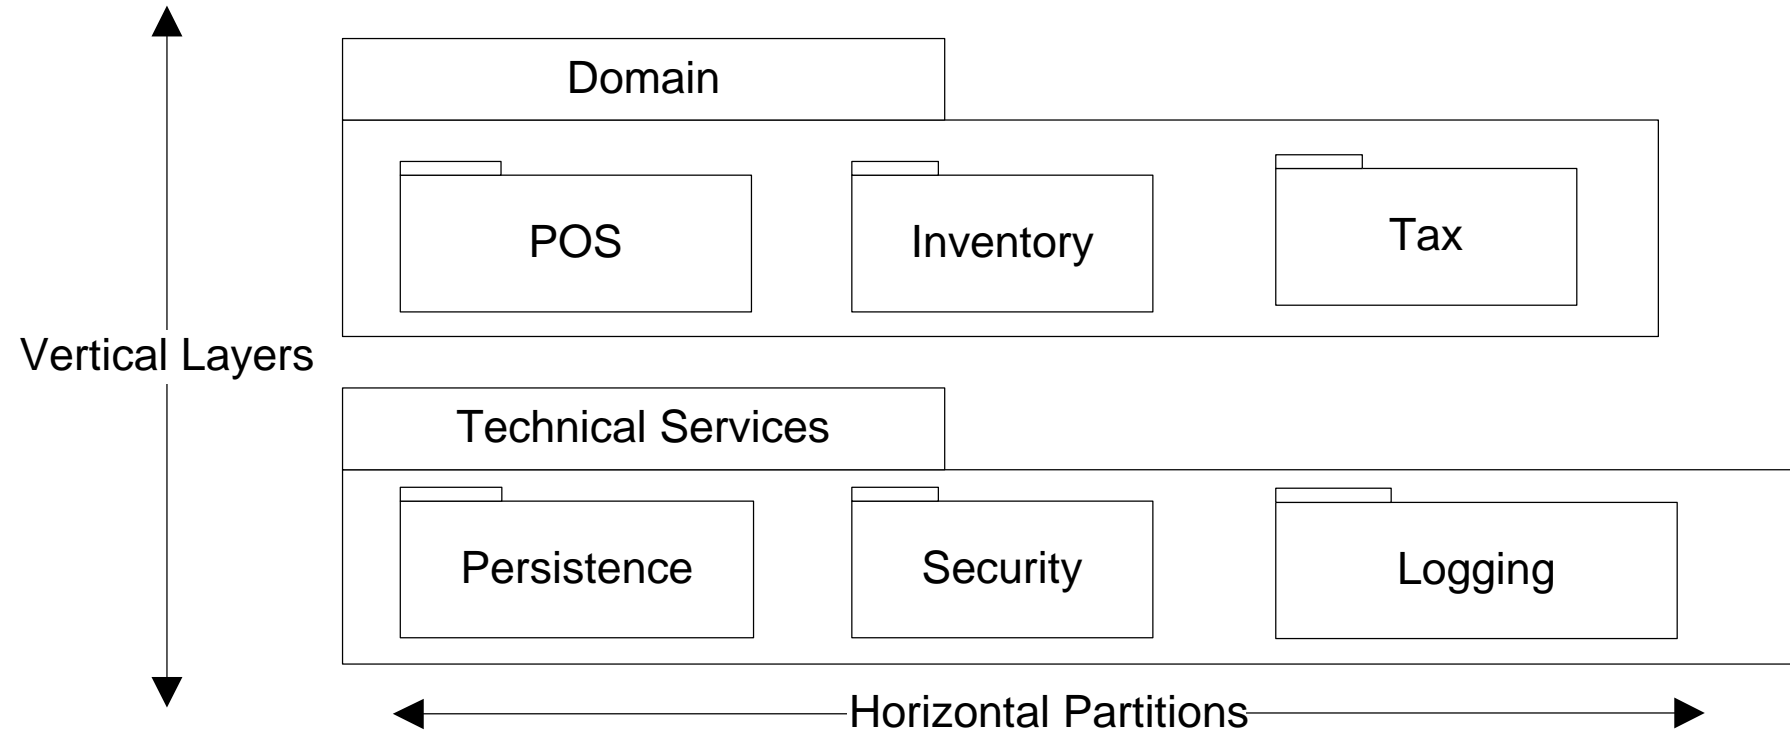 Domain
POS
Inventory
Tax
Vertical Layers
Technical Services
Persistence
Security
Logging
Horizontal Partitions